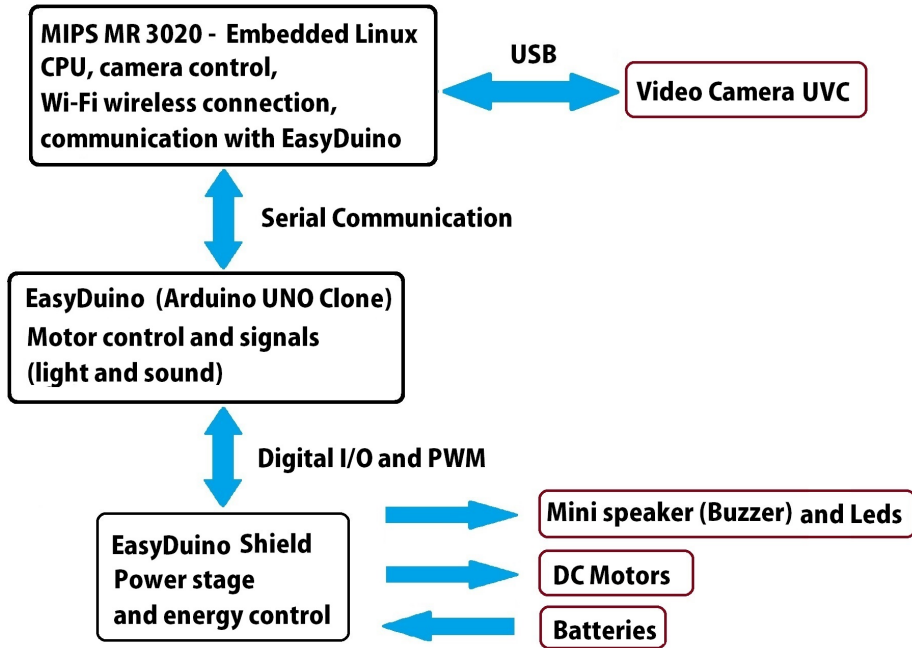 MIPS MR 3020 - Embedded Linux
CPU, camera control,
Wi-Fi wireless connection,
communication with EasyDuino
USB
Video Camera UVC
Serial Communication
EasyDuino (Arduino UNO Clone)
Motor control and signals
(light and sound)
Digital I/O and PWM
EasyDuino Shield
Power stage
and energy control
Mini speaker (Buzzer) and Leds
DC Motors
Batteries